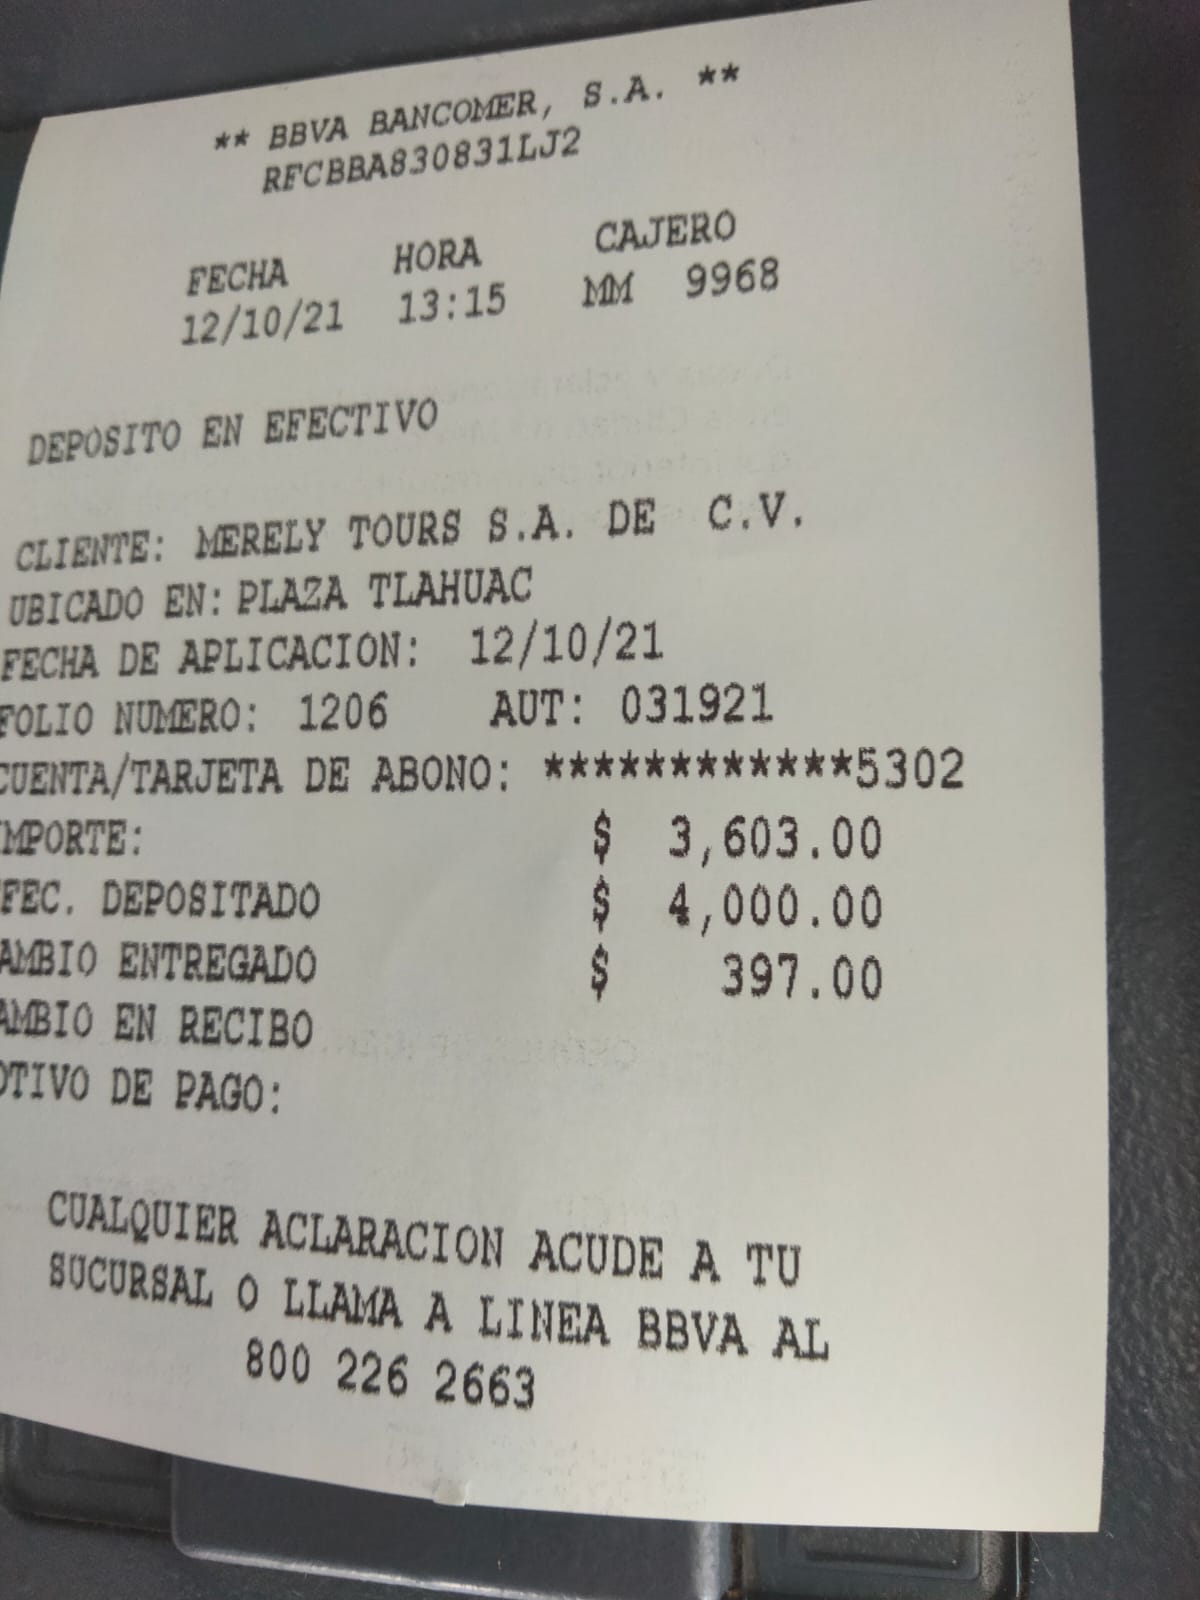 ** BBVA BANCOMER, S.A. **
RFCBBA830831LJ2
FECHA HORA CAJERO
12/10/21 13:15 MM 9968
DEPOSITO EN EFECTIVO
CLIENTE: MERELY TOURS S.A. DE C.V.
UBICADO EN: PLAZA TLAHUAC
FECHA DE APLICACION: 12/10/21
FOLIO NUMERO: 1206 AUT: 031921
CUENTA/TARJETA DE ABONO: ************5302
IMPORTE: $ 3,603.00
FEC. DEPOSITADO $ 4,000.00
AMBIO ENTREGADO $ 397.00
AMBIO EN RECIBO
OTIVO DE PAGO:
CUALQUIER ACLARACION ACUDE A TU
SUCURSAL O LLAMA A LINEA BBVA AL
800 226 2663